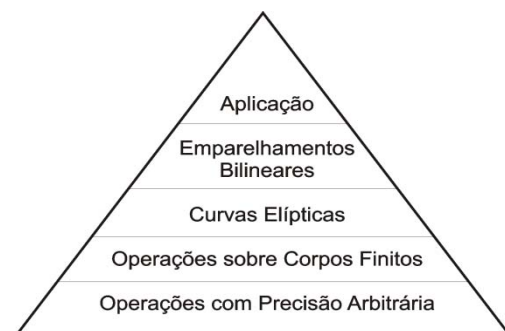 Aplicação
Emparelhamentos
Bilineares
Curvas Elípticas
Operações sobre Corpos Finitos
Operações com Precisão Arbitrária